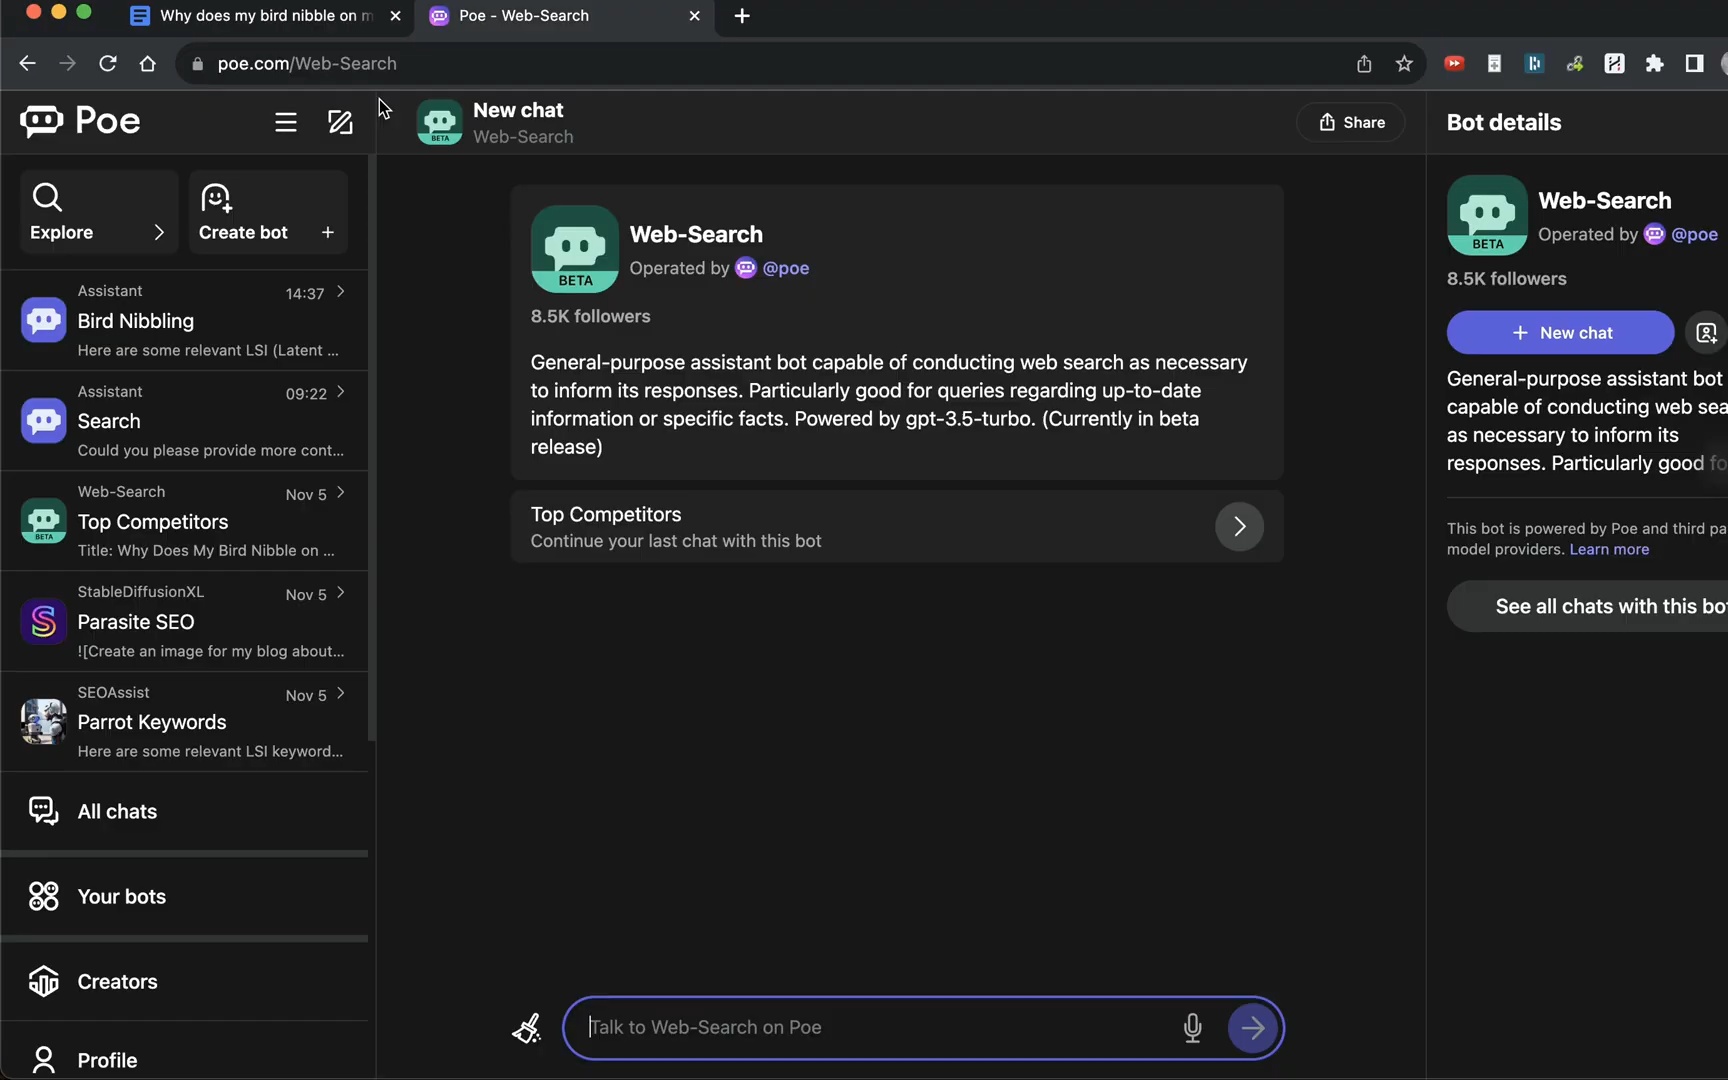 Why does my bird nibble on m
Poe - Web-Search
poe.com/Web-Search
Poe
New chat
Web-Search
Share
Bot details
Explore
Create bot
Assistant
14:37
Bird Nibbling
Here are some relevant LSI (Latent ...
Assistant
09:22
Search
Could you please provide more cont...
Web-Search
Nov 5
BETA
Top Competitors
Title: Why Does My Bird Nibble on ...
StableDiffusionXL
Nov 5
Parasite SEO
![Create an image for my blog about...
SEOAssist
Nov 5
Parrot Keywords
Here are some relevant LSI keyword...
All chats
Your bots
Creators
Profile
BETA
BETA
Web-Search
Operated by @poe
8.5K followers
General-purpose assistant bot capable of conducting web search as necessary
to inform its responses. Particularly good for queries regarding up-to-date
information or specific facts. Powered by gpt-3.5-turbo. (Currently in beta
release)
Top Competitors
Continue your last chat with this bot
Talk to Web-Search on Poe
BETA
Web-Search
Operated by @poe
8.5K followers
New chat
General-purpose assistant bot
capable of conducting web sea
as necessary to inform its
responses. Particularly good fo
This bot is powered by Poe and third pa
model providers. Learn more
See all chats with this bot